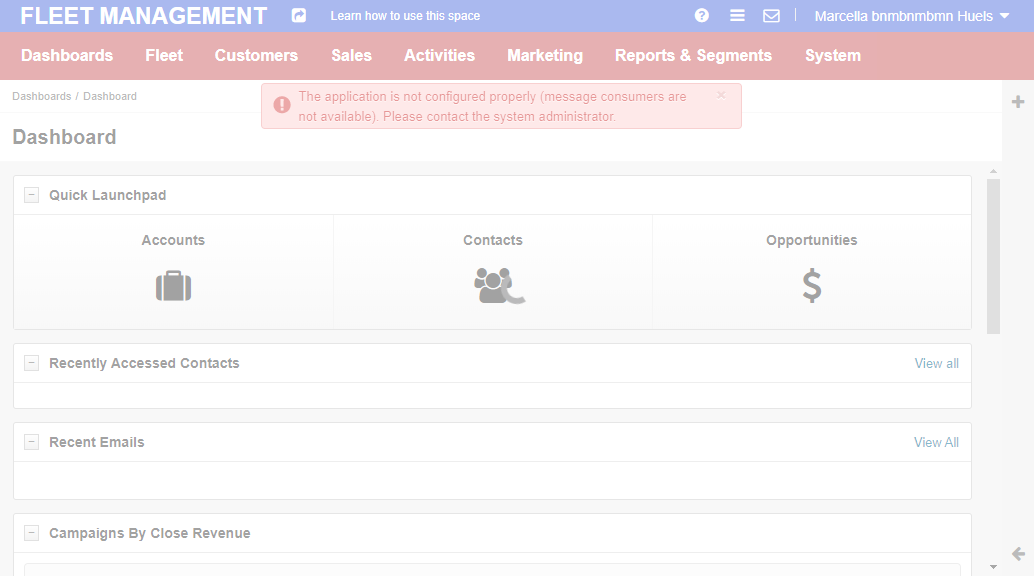 FLEET MANAGEMENT
Learn how to use this space
Marcella bnmbnmbmn Huels
Dashboards Fleet Customers Sales Activities Marketing Reports & Segments System
Dashboards / Dashboard
The application is not configured properly (message consumers are
not available). Please contact the system administrator.
Dashboard
Quick Launchpad
Accounts Contacts Opportunities
Recently Accessed Contacts View all
Recent Emails View All
Campaigns By Close Revenue